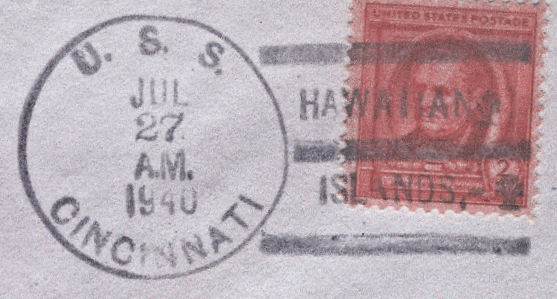 U. S. S.
JUL
27
A.M.
1940
CINCINNATI
HAWAIIAN
ISLANDS,
UNITED STATES POSTAGE
2